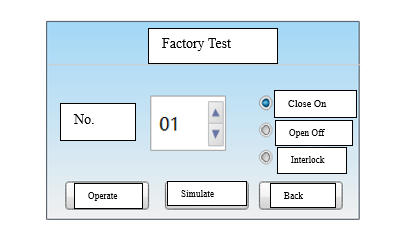 Factory Test
No.
01
Close On
Open Off
Interlock
Operate
Simulate
Back